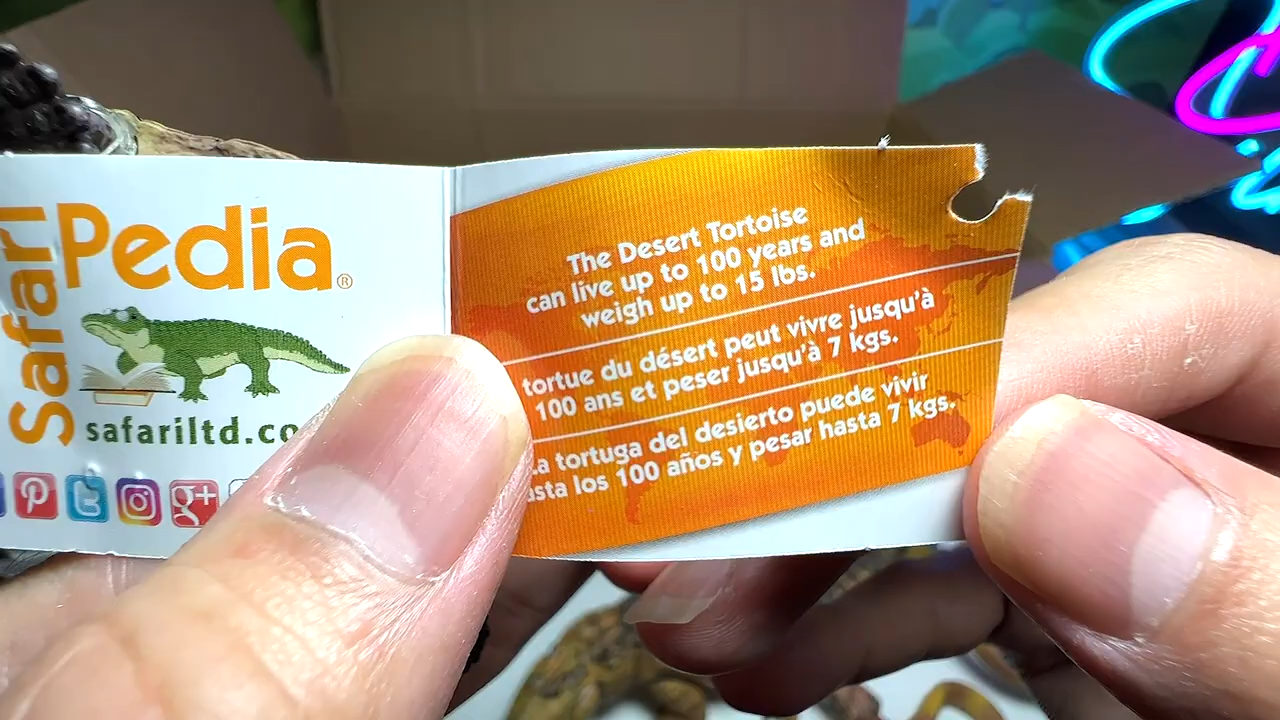 Safari
Pedia®
safariltd.co
The Desert Tortoise
can live up to 100 years and
weigh up to 15 lbs.
tortue du désert peut vivre jusqu'à
100 ans et peser jusqu'à 7 kgs.
a tortuga del desierto puede vivir
asta los 100 años y pesar hasta 7 kgs.
g+